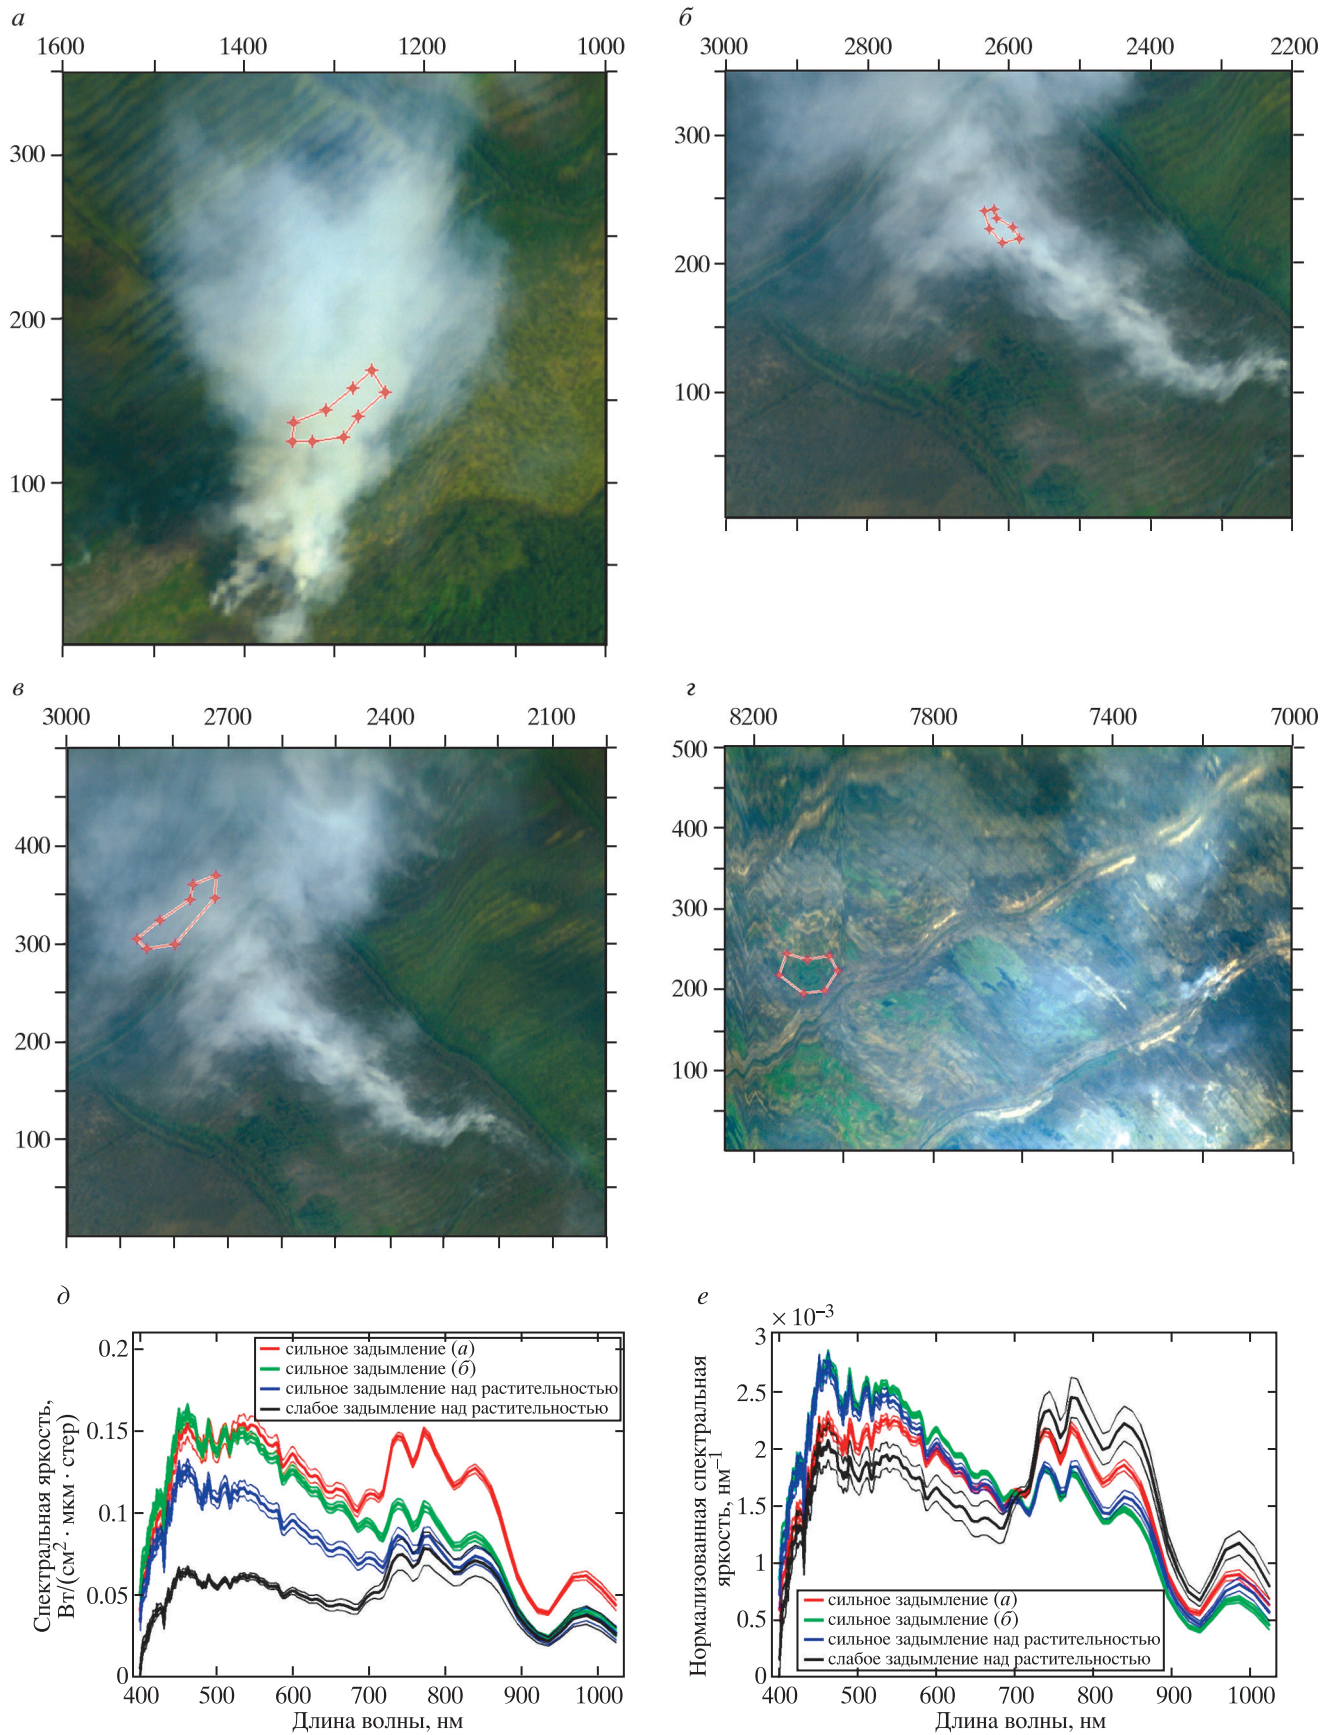 а
1600 1400 1200 1000
300
200
100
б
3000 2800 2600 2400 2200
300
200
100
в
3000 2700 2400 2100
400
300
200
100
г
8200 7800 7400 7000
500
400
300
200
100
д
Спектральная яркость,
Вт/(см² · мкм · стер)
0.2
0.15
0.1
0.05
0
сильное задымление (а)
сильное задымление (б)
сильное задымление над растительностью
слабое задымление над растительностью
400 500 600 700 800 900 1000
Длина волны, нм
е
× 10⁻³
Нормализованная спектральная
яркость, нм⁻¹
3
2.5
2
1.5
1
0.5
0
сильное задымление (а)
сильное задымление (б)
сильное задымление над растительностью
слабое задымление над растительностью
400 500 600 700 800 900 1000
Длина волны, нм